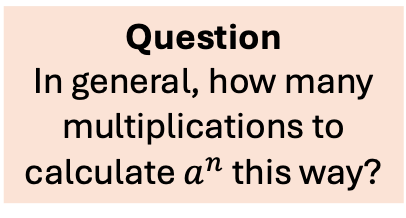 Question
In general, how many
multiplications to
calculate aⁿ this way?